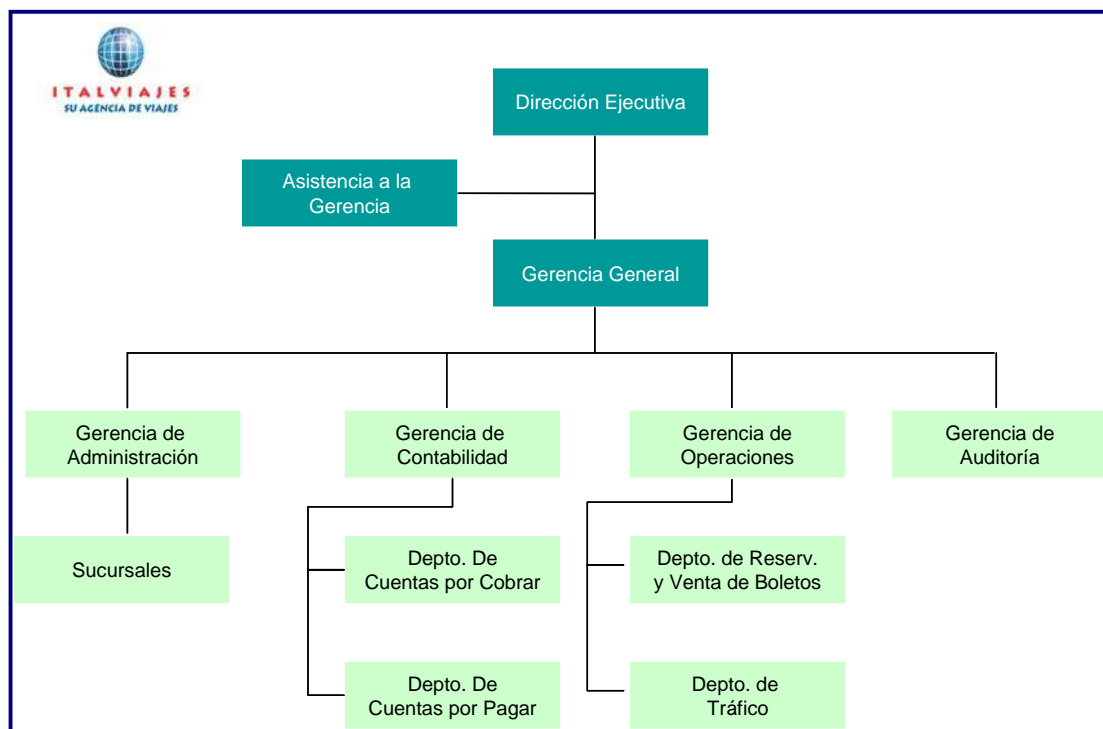 ITALVIAJES
SU AGENCIA DE VIAJES
Dirección Ejecutiva
Asistencia a la
Gerencia
Gerencia General
Gerencia de
Administración
Gerencia de
Contabilidad
Gerencia de
Operaciones
Gerencia de
Auditoría
Sucursales
Depto. De
Cuentas por Cobrar
Depto. de Reserv.
y Venta de Boletos
Depto. De
Cuentas por Pagar
Depto. de
Tráfico